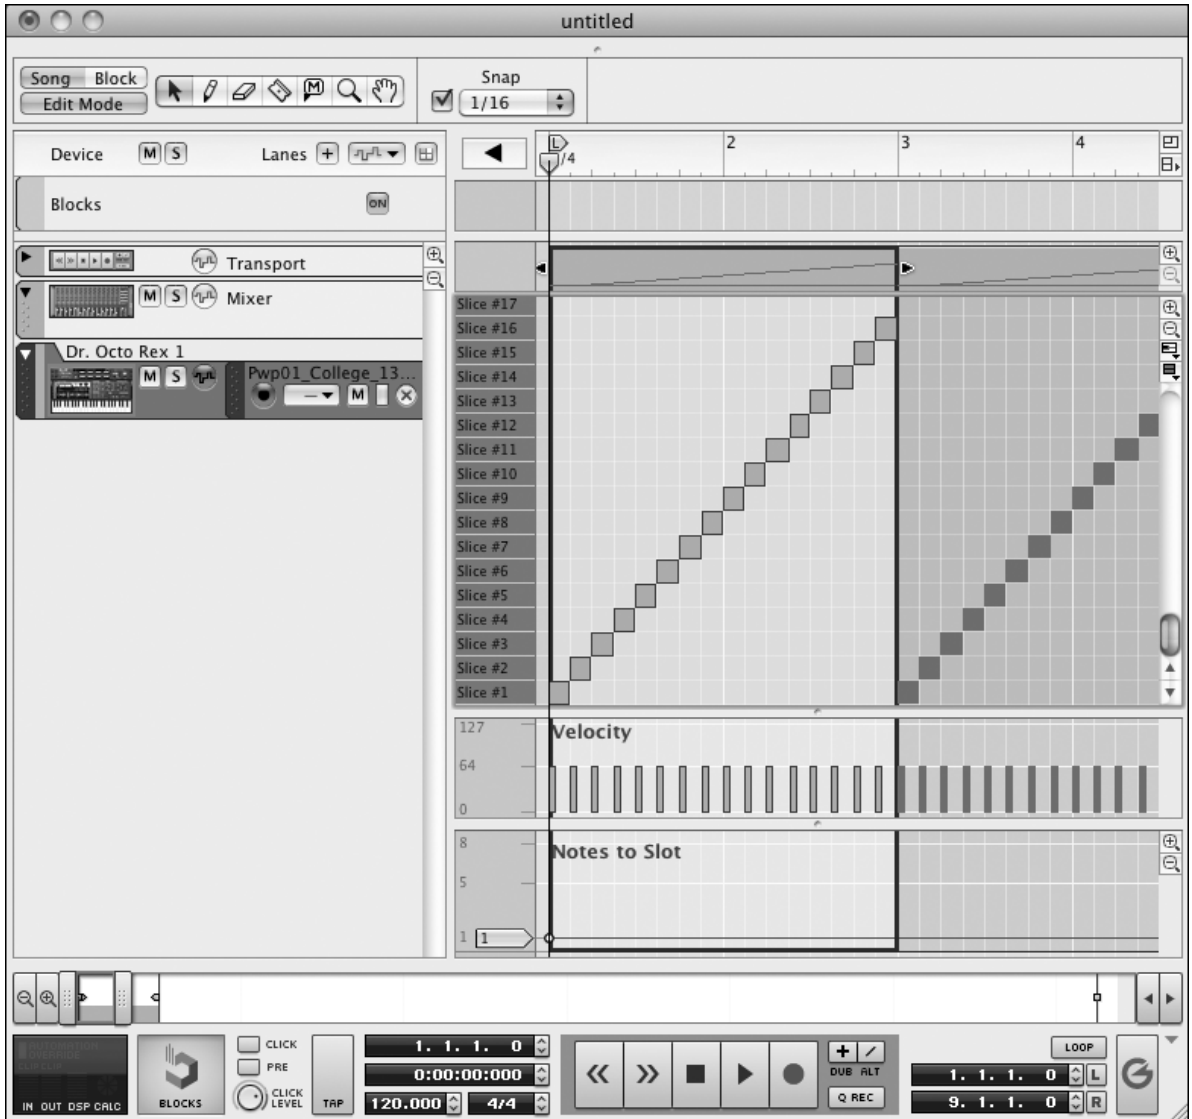 untitled
Song Block
Edit Mode
M
Snap
1/16
Device M S Lanes +
L
/4
2
3
4
Blocks ON
Transport
M S Mixer
Dr. Octo Rex 1
M S
Pwp01_College_13...
— M
Slice #17
Slice #16
Slice #15
Slice #14
Slice #13
Slice #12
Slice #11
Slice #10
Slice #9
Slice #8
Slice #7
Slice #6
Slice #5
Slice #4
Slice #3
Slice #2
Slice #1
127
Velocity
64
0
8
Notes to Slot
5
1 1
AUTOMATION
OVERRIDE
IN OUT DSP CALC
BLOCKS
CLICK
PRE
CLICK
LEVEL
TAP
1. 1. 1. 0
0:00:00:000
120.000 4/4
DUB ALT
Q REC
LOOP
1. 1. 1. 0 L
9. 1. 1. 0 R